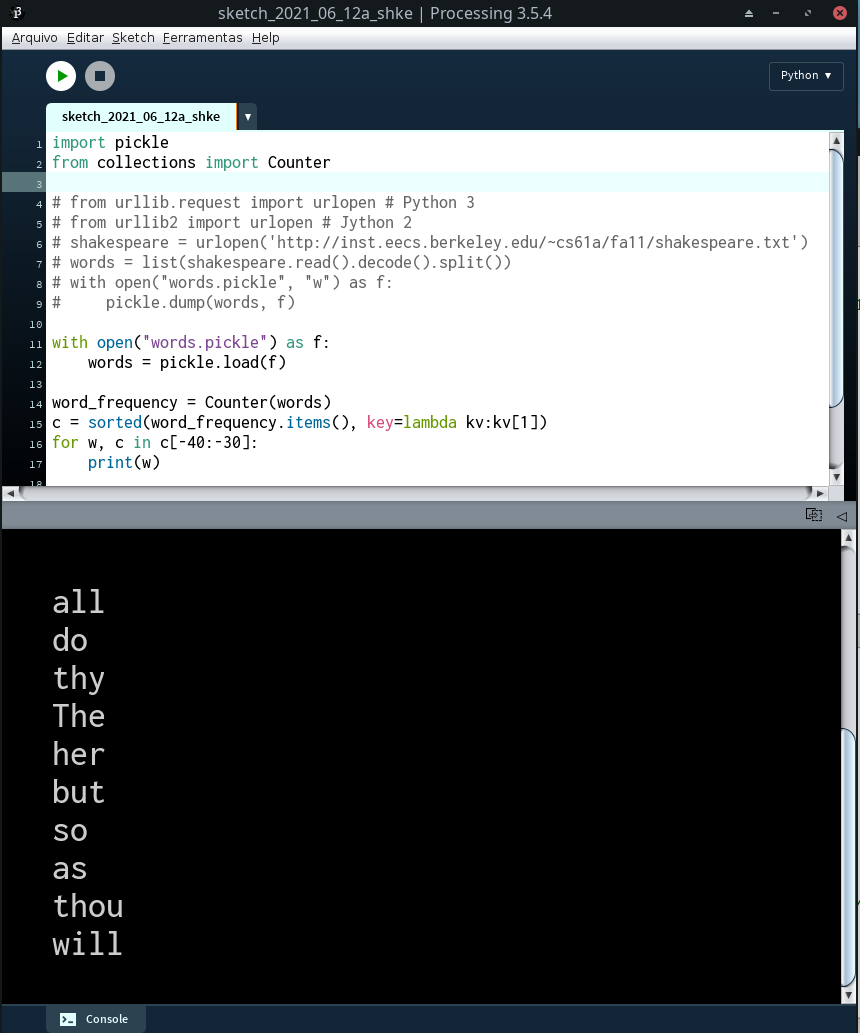 sketch_2021_06_12a_shke | Processing 3.5.4
Arquivo Editar Sketch Ferramentas Help
Python ▼
sketch_2021_06_12a_shke ▼
1 import pickle
2 from collections import Counter
3
4 # from urllib.request import urlopen # Python 3
5 # from urllib2 import urlopen # Jython 2
6 # shakespeare = urlopen('http://inst.eecs.berkeley.edu/~cs61a/fa11/shakespeare.txt')
7 # words = list(shakespeare.read().decode().split())
8 # with open("words.pickle", "w") as f:
9 #     pickle.dump(words, f)
10
11 with open("words.pickle") as f:
12     words = pickle.load(f)
13
14 word_frequency = Counter(words)
15 c = sorted(word_frequency.items(), key=lambda kv:kv[1])
16 for w, c in c[-40:-30]:
17     print(w)
18
all
do
thy
The
her
but
so
as
thou
will
Console